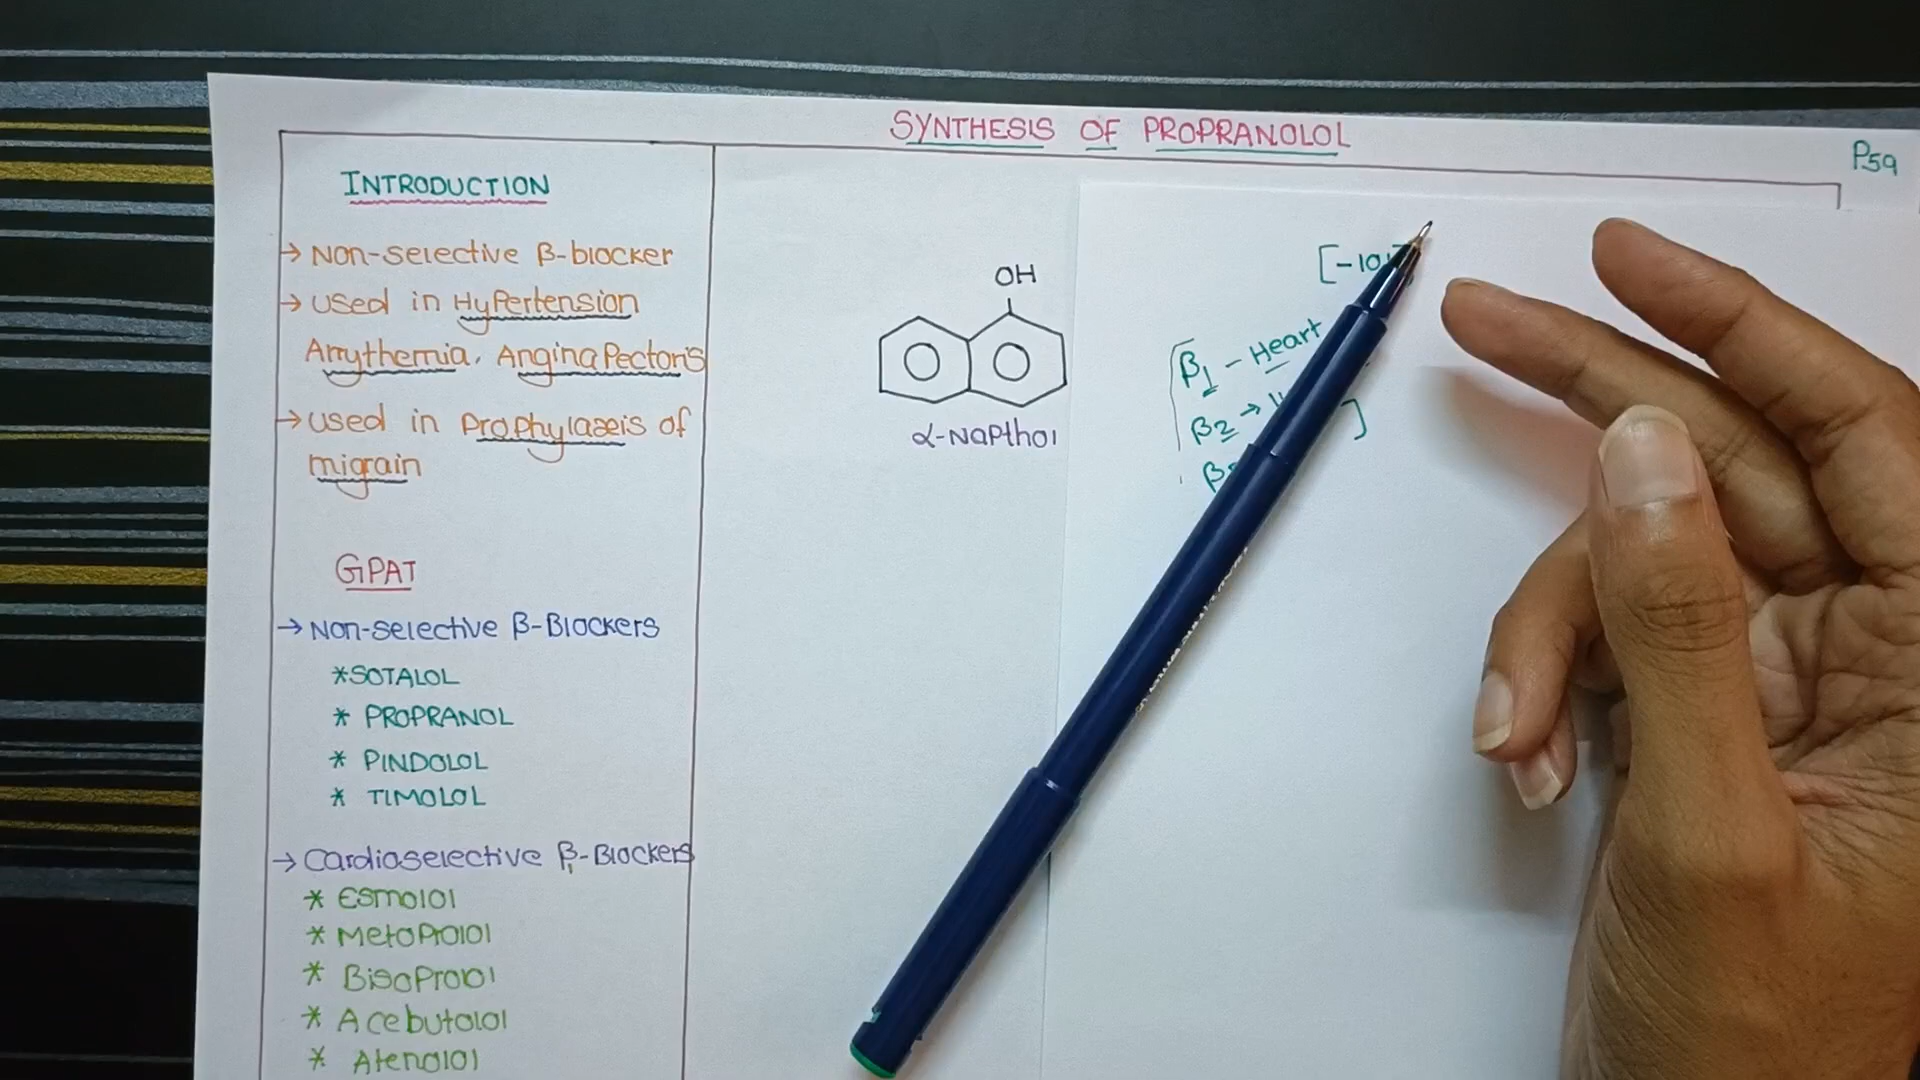 SYNTHESIS OF PROPRANOLOL
P59
INTRODUCTION
→ Non-selective β-blocker
→ used in Hypertension
Arrythemia, Angina Pectoris
→ used in Prophylaxeis of
migrain
GPAT
→ Non-selective β-Blockers
*SOTALOL
* PROPRANOL
* PINDOLOL
* TIMOLOL
→ Cardioselective β1-Blockers
* Esmolol
* Metoprolol
* Bisoprolol
* Acebutolol
* Atenolol
OH
α-Napthol
[-lol
β1 - Heart
β2 →
β